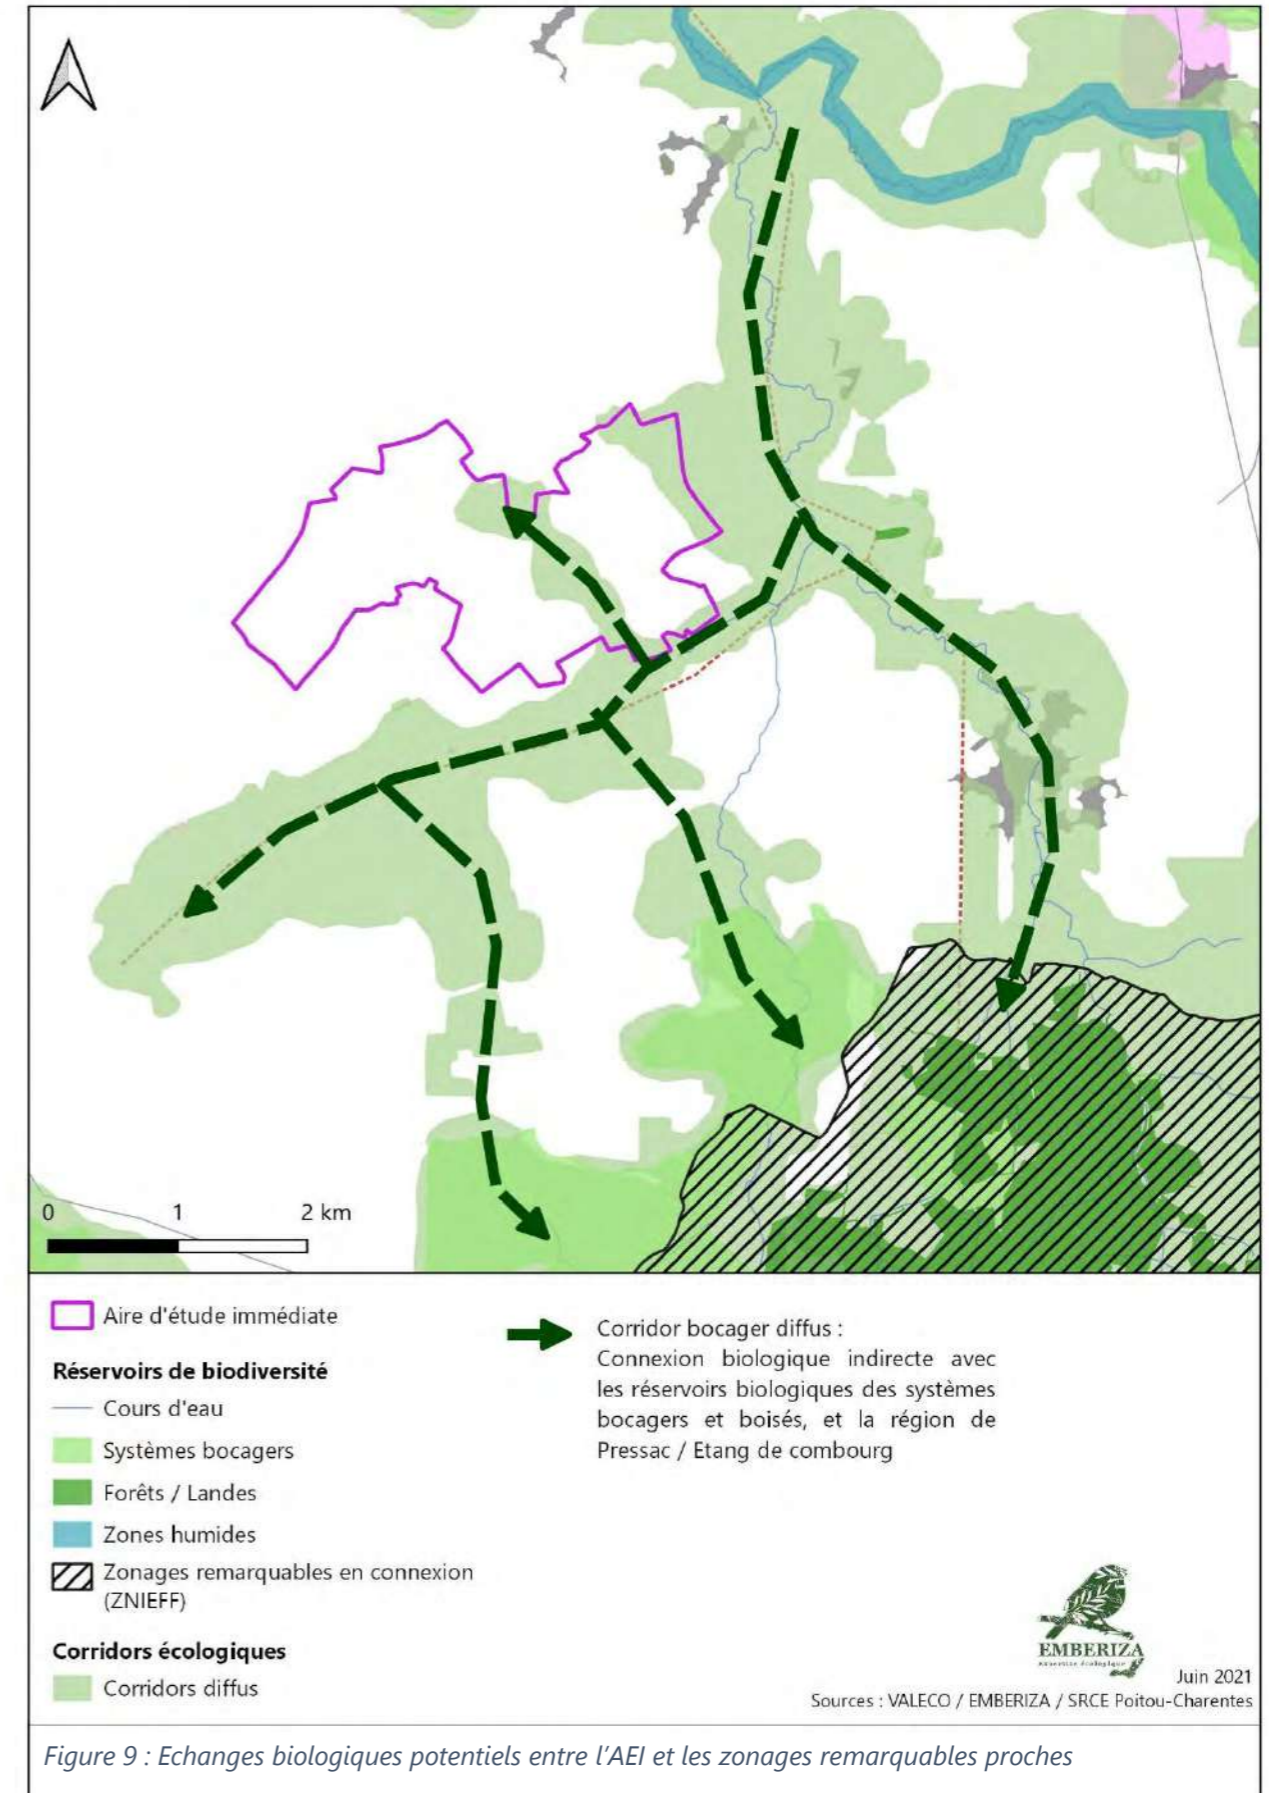 0 1 2 km
Aire d'étude immédiate
Réservoirs de biodiversité
Cours d'eau
Systèmes bocagers
Forêts / Landes
Zones humides
Zonages remarquables en connexion
(ZNIEFF)
Corridors écologiques
Corridors diffus
Corridor bocager diffus :
Connexion biologique indirecte avec
les réservoirs biologiques des systèmes
bocagers et boisés, et la région de
Pressac / Etang de combourg
EMBERIZA
expertise écologique
Juin 2021
Sources : VALECO / EMBERIZA / SRCE Poitou-Charentes
Figure 9 : Echanges biologiques potentiels entre l'AEI et les zonages remarquables proches